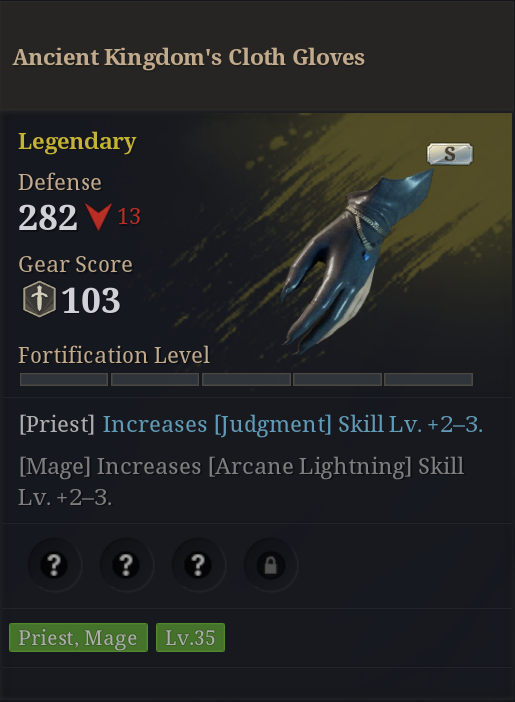 Ancient Kingdom's Cloth Gloves
Legendary
S
Defense
282 13
Gear Score
103
Fortification Level
[Priest] Increases [Judgment] Skill Lv. +2–3.
[Mage] Increases [Arcane Lightning] Skill
Lv. +2–3.
? ? ?
Priest, Mage Lv.35